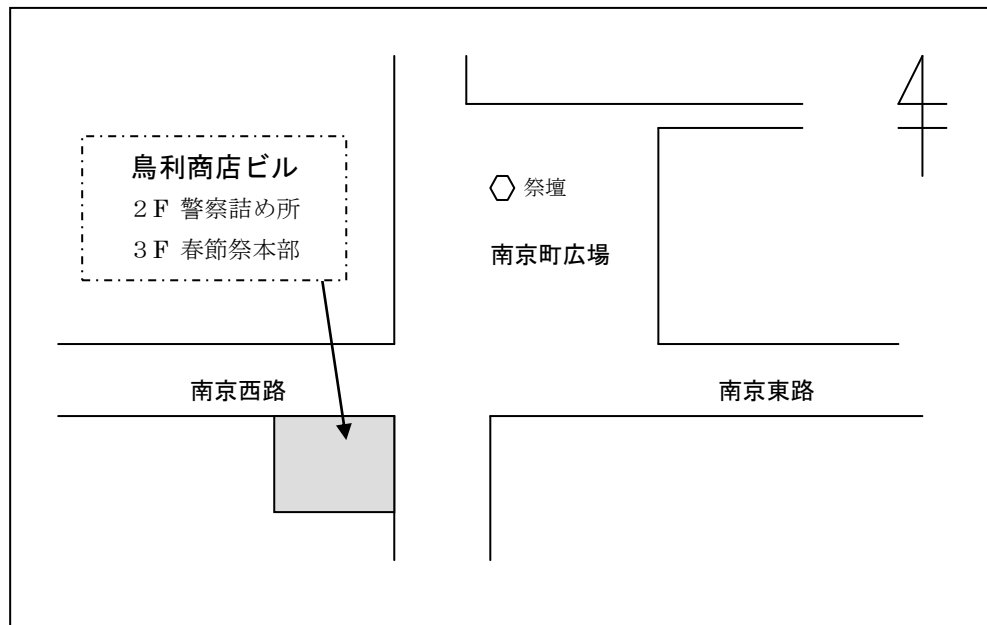 鳥利商店ビル
２F 警察詰め所
３F 春節祭本部
祭壇
南京町広場
南京西路
南京東路